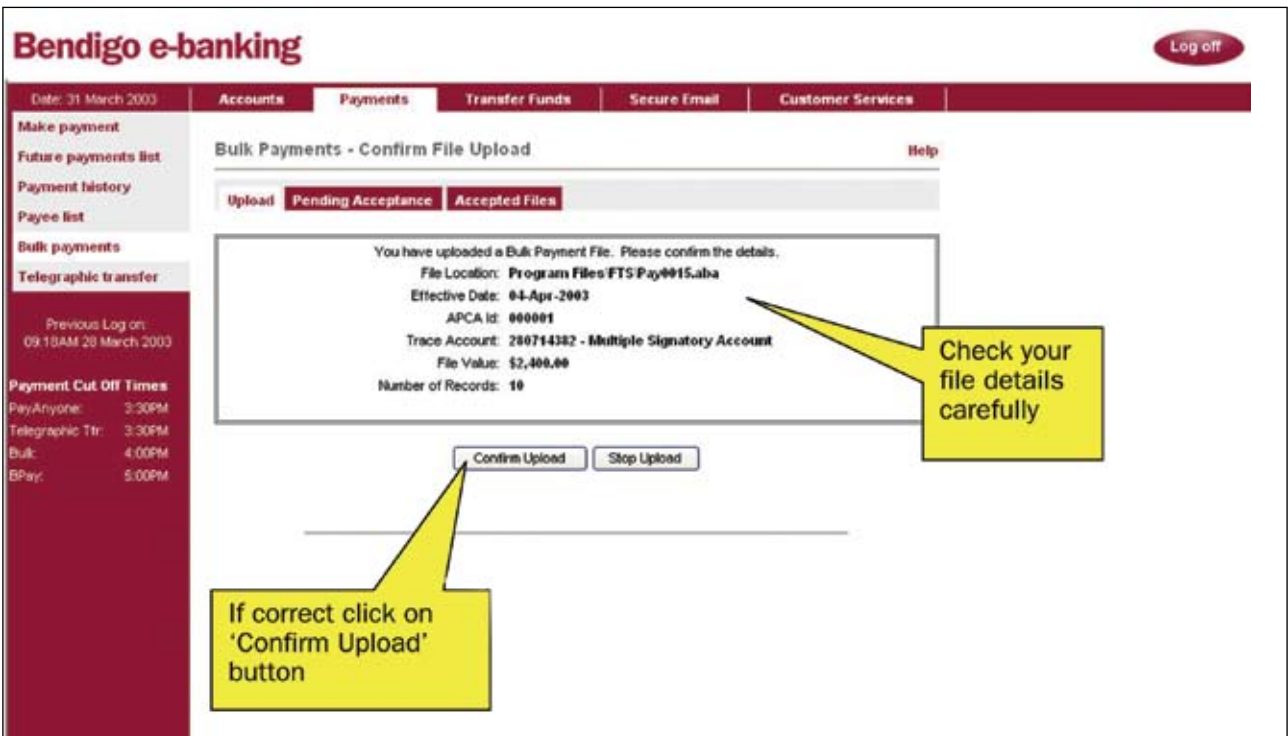 Bendigo e-banking
Log off
Date: 31 March 2003
Accounts
Payments
Transfer Funds
Secure Email
Customer Services
Make payment
Future payments list
Payment history
Payee list
Bulk payments
Telegraphic transfer
Previous Log on:
09:18AM 28 March 2003
Payment Cut Off Times
PayAnyone: 3:30PM
Telegraphic Ttr: 3:30PM
Bulk: 4:00PM
BPay: 5:00PM
Bulk Payments - Confirm File Upload
Help
Upload
Pending Acceptance
Accepted Files
You have uploaded a Bulk Payment File. Please confirm the details.
File Location: Program Files'FTS'Pay0015.aba
Effective Date: 04-Apr-2003
APCA Id: 000001
Trace Account: 280714382 - Multiple Signatory Account
File Value: $2,400.00
Number of Records: 10
Confirm Upload
Stop Upload
Check your
file details
carefully
If correct click on
‘Confirm Upload’
button